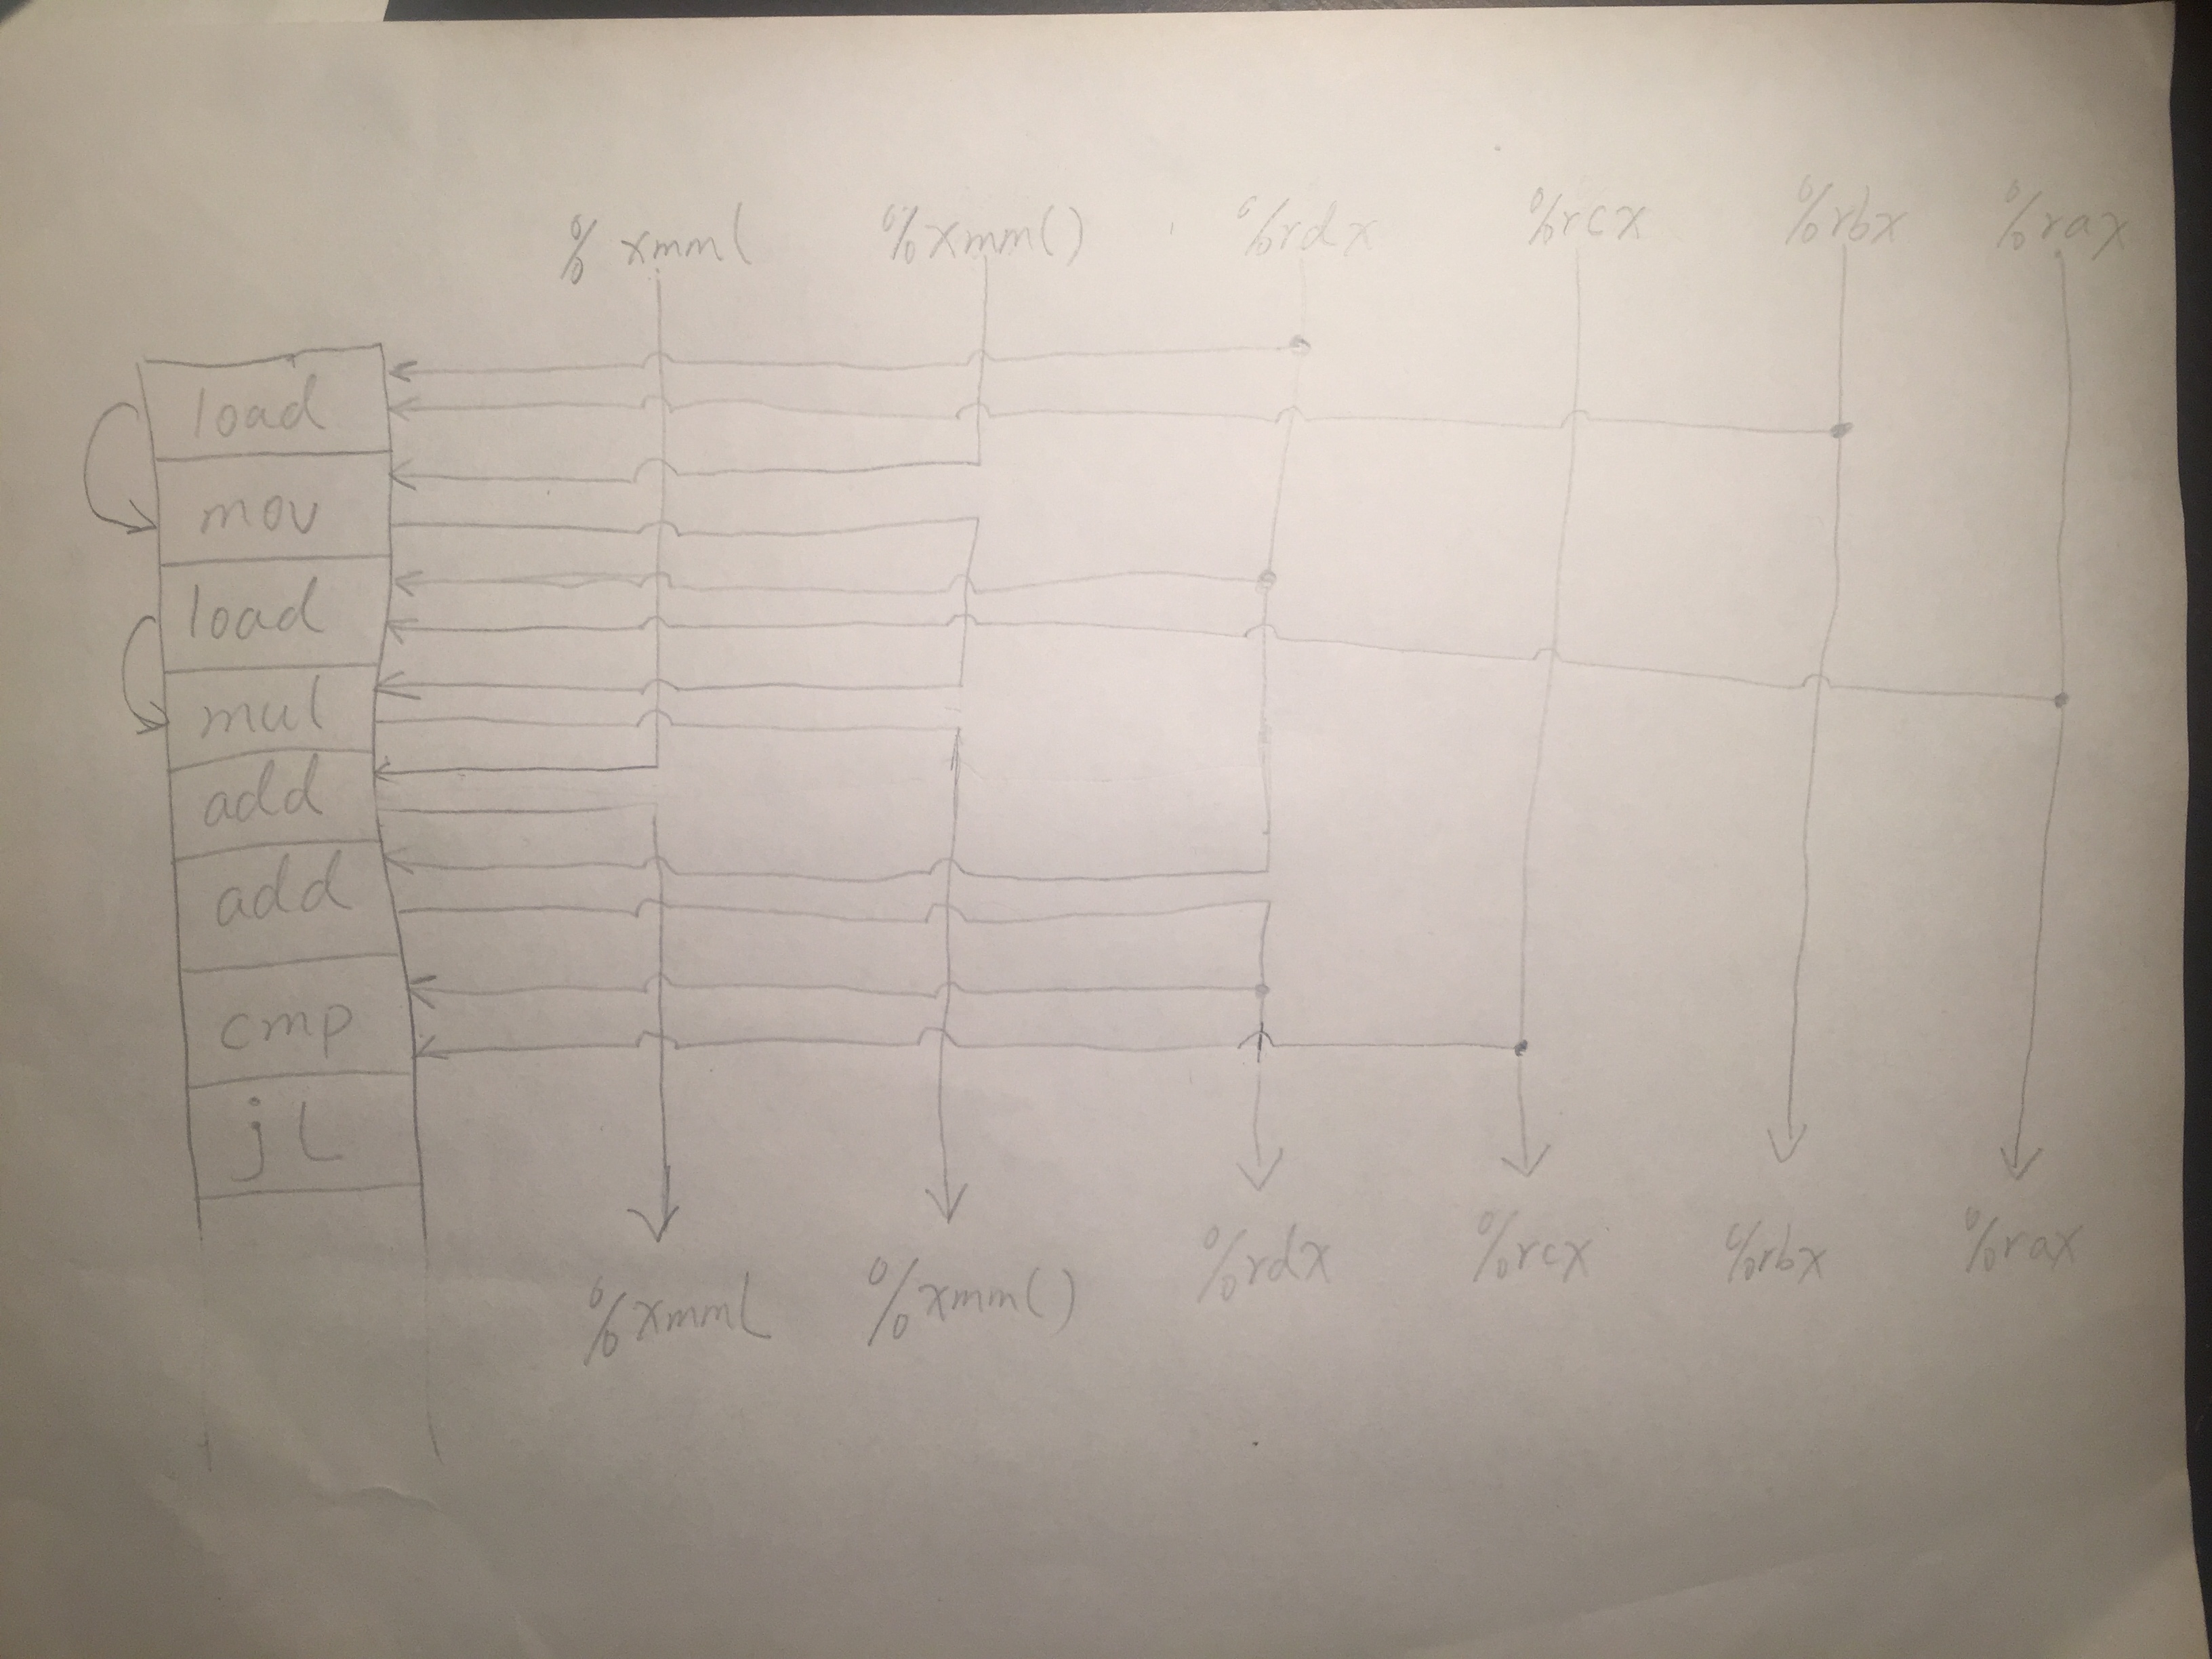 %xmm1 %xmm0 %rdx %rcx %rbx %rax
load
mov
load
mul
add
add
cmp
jL
%xmm1 %xmm0 %rdx %rcx %rbx %rax